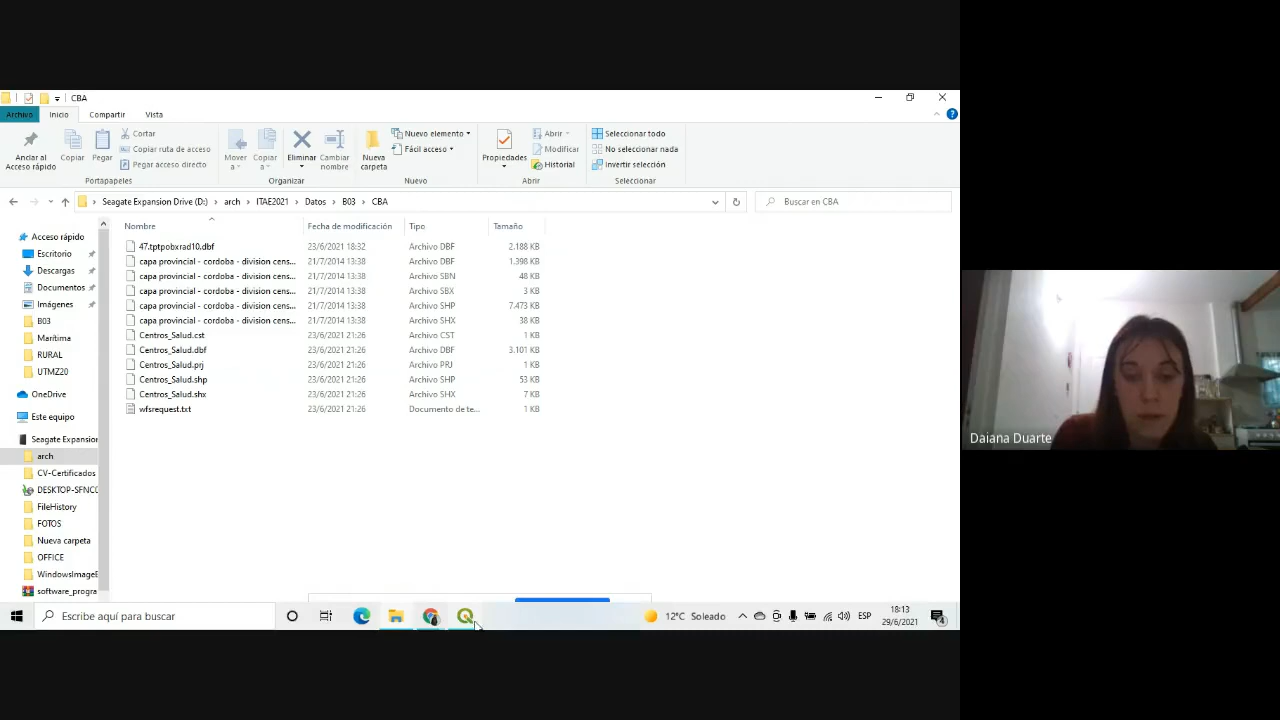 CBA
Archivo Inicio Compartir Vista
Anclar al Acceso rápido
Copiar
Pegar
Cortar
Copiar ruta de acceso
Pegar acceso directo
Portapapeles
Mover a
Copiar a
Eliminar
Cambiar nombre
Organizar
Nueva carpeta
Nuevo elemento
Fácil acceso
Nuevo
Propiedades
Abrir
Modificar
Historial
Abrir
Seleccionar todo
No seleccionar nada
Invertir selección
Seleccionar
Seagate Expansion Drive (D:) > arch > ITAE2021 > Datos > B03 > CBA
Buscar en CBA
Nombre Fecha de modificación Tipo Tamaño
47.tptpobxrad10.dbf 23/6/2021 18:32 Archivo DBF 2.188 KB
capa provincial - cordoba - division cens... 21/7/2014 13:38 Archivo DBF 1.398 KB
capa provincial - cordoba - division cens... 21/7/2014 13:38 Archivo SBN 48 KB
capa provincial - cordoba - division cens... 21/7/2014 13:38 Archivo SBX 3 KB
capa provincial - cordoba - division cens... 21/7/2014 13:38 Archivo SHP 7.473 KB
capa provincial - cordoba - division cens... 21/7/2014 13:38 Archivo SHX 38 KB
Centros_Salud.cst 23/6/2021 21:26 Archivo CST 1 KB
Centros_Salud.dbf 23/6/2021 21:26 Archivo DBF 3.101 KB
Centros_Salud.prj 23/6/2021 21:26 Archivo PRJ 1 KB
Centros_Salud.shp 23/6/2021 21:26 Archivo SHP 53 KB
Centros_Salud.shx 23/6/2021 21:26 Archivo SHX 7 KB
wfsrequest.txt 23/6/2021 21:26 Documento de te... 1 KB
Acceso rápido
Escritorio
Descargas
Documentos
Imágenes
B03
Marítima
RURAL
UTMZ20
OneDrive
Este equipo
Seagate Expansion
arch
CV-Certificados
DESKTOP-SFNC
FileHistory
FOTOS
Nueva carpeta
OFFICE
WindowsImageE
software_progra
Escribe aquí para buscar
12°C Soleado
ESP
18:13
29/6/2021
4
Daiana Duarte